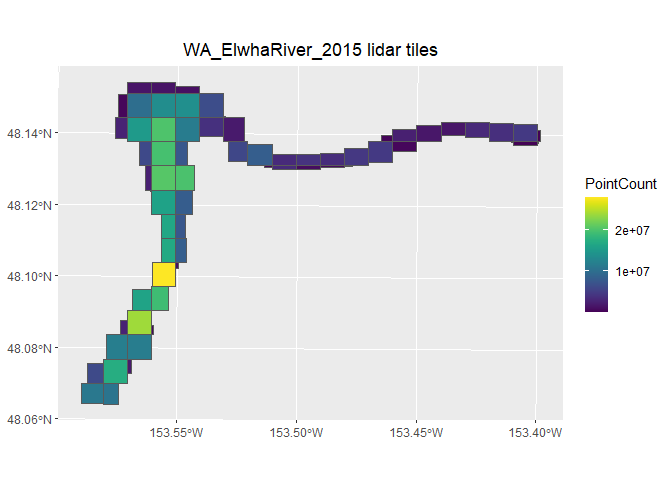 WA_ElwhaRiver_2015 lidar tiles
48.14°N
48.12°N
48.10°N
48.08°N
48.06°N
153.55°W
153.50°W
153.45°W
153.40°W
PointCount
2e+07
1e+07